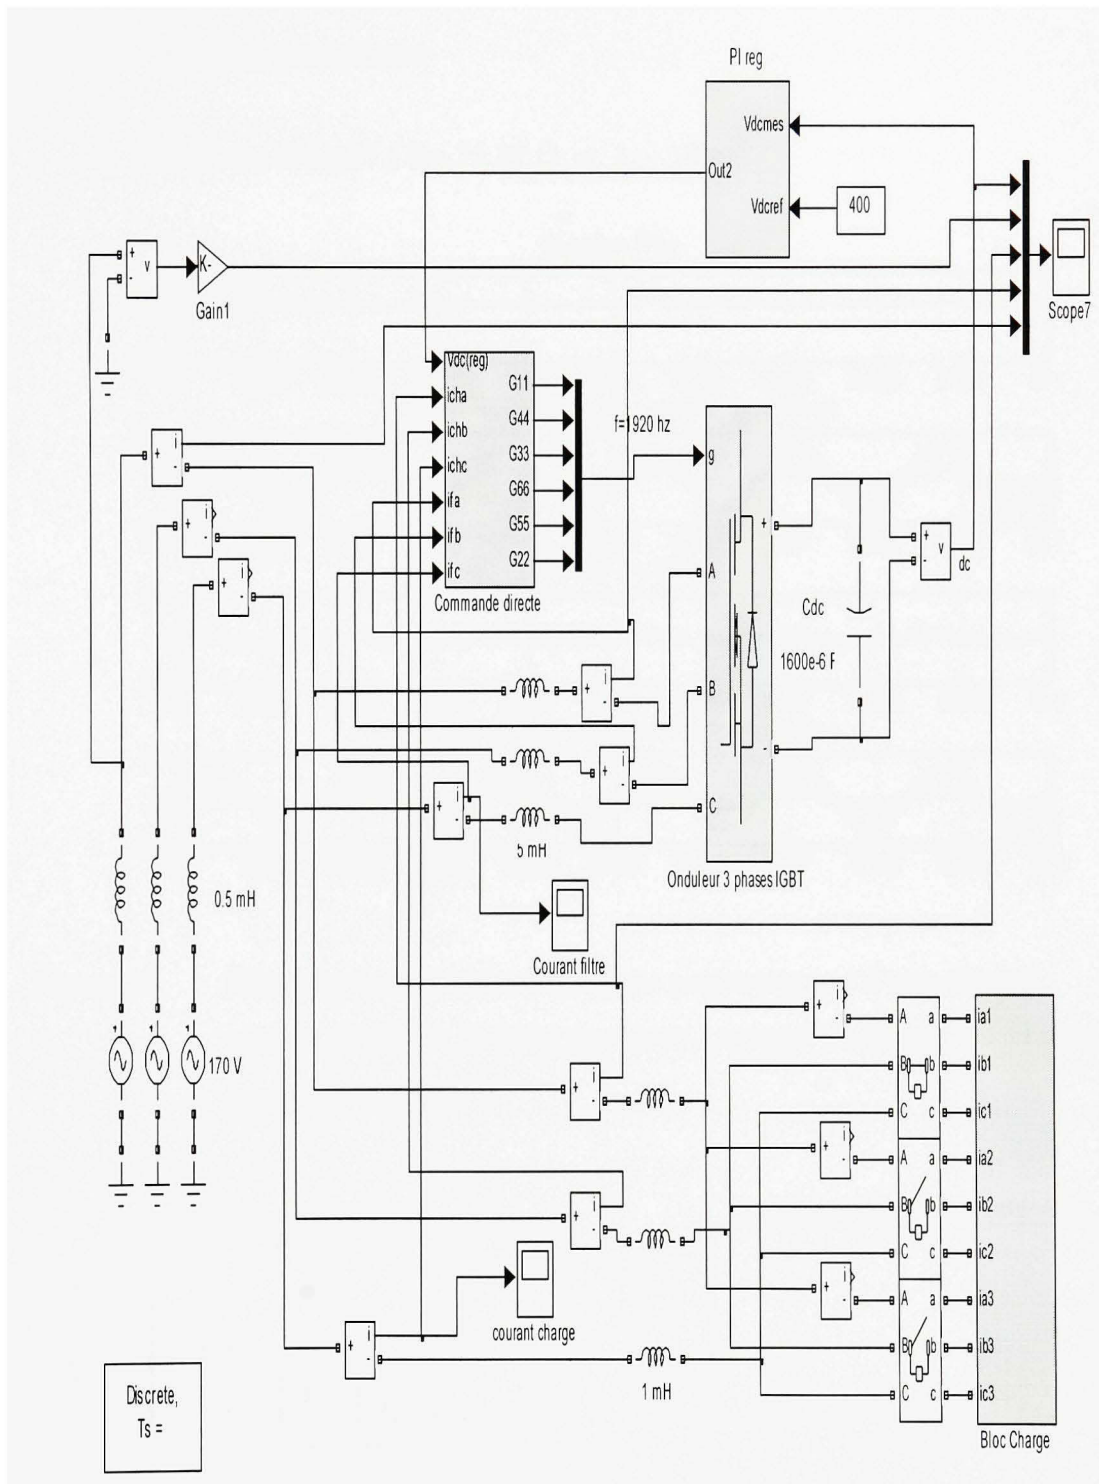 PI reg
Vdcmes
Out2
Vdcref
400
+
-
v
K-
Gain1
Scope7
Vdc(reg)
icha
ichb
ichc
ifa
ifb
ifc
G11
G44
G33
G66
G55
G22
Commande directe
f=1920 hz
g
A
B
C
+
-
Onduleur 3 phases IGBT
+
-
v
dc
Cdc
1600e-6 F
+
i
-
+
i
-
+
i
-
+
i
-
+
i
-
+
i
-
5 mH
0.5 mH
Courant filtre
170 V
+
i
-
+
i
-
+
i
-
courant charge
1 mH
+
i
-
+
i
-
+
i
-
A a
B b
C c
A a
B b
C c
A a
B b
C c
ia1
ib1
ic1
ia2
ib2
ic2
ia3
ib3
ic3
Bloc Charge
Discrete,
Ts =